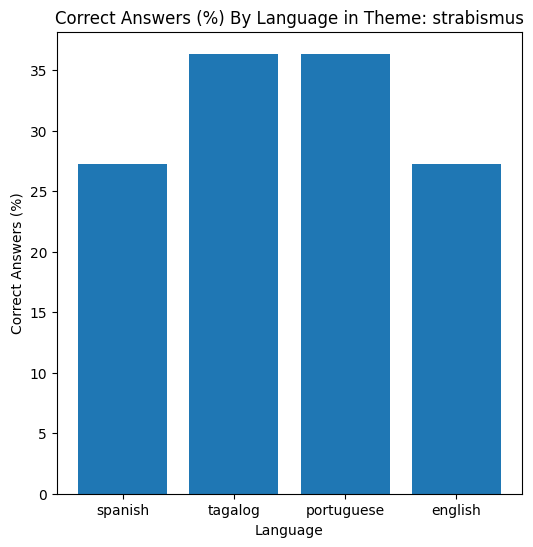 Correct Answers (%) By Language in Theme: strabismus
Correct Answers (%)
35
30
25
20
15
10
5
0
spanish tagalog portuguese english
Language